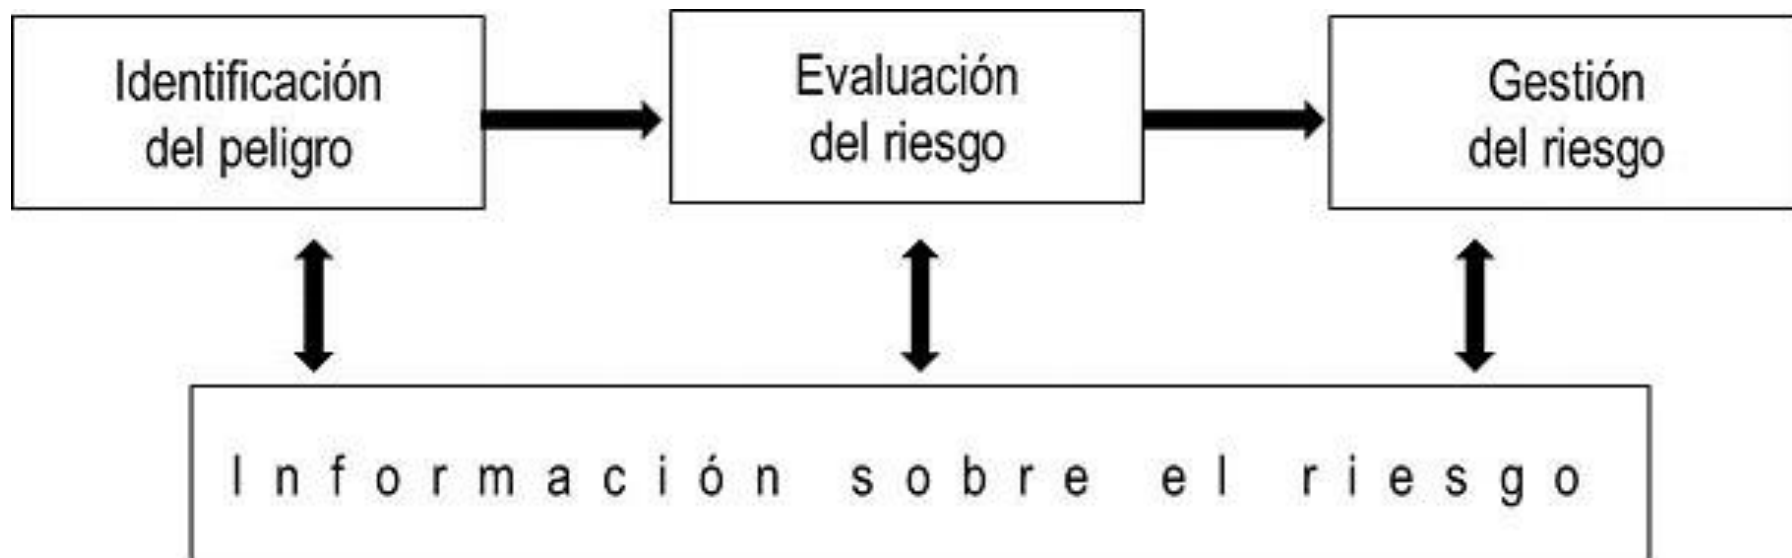 Identificación
del peligro
Evaluación
del riesgo
Gestión
del riesgo
Información sobre el riesgo